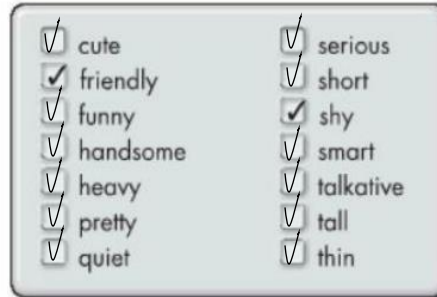 cute
friendly
funny
handsome
heavy
pretty
quiet
serious
short
shy
smart
talkative
tall
thin